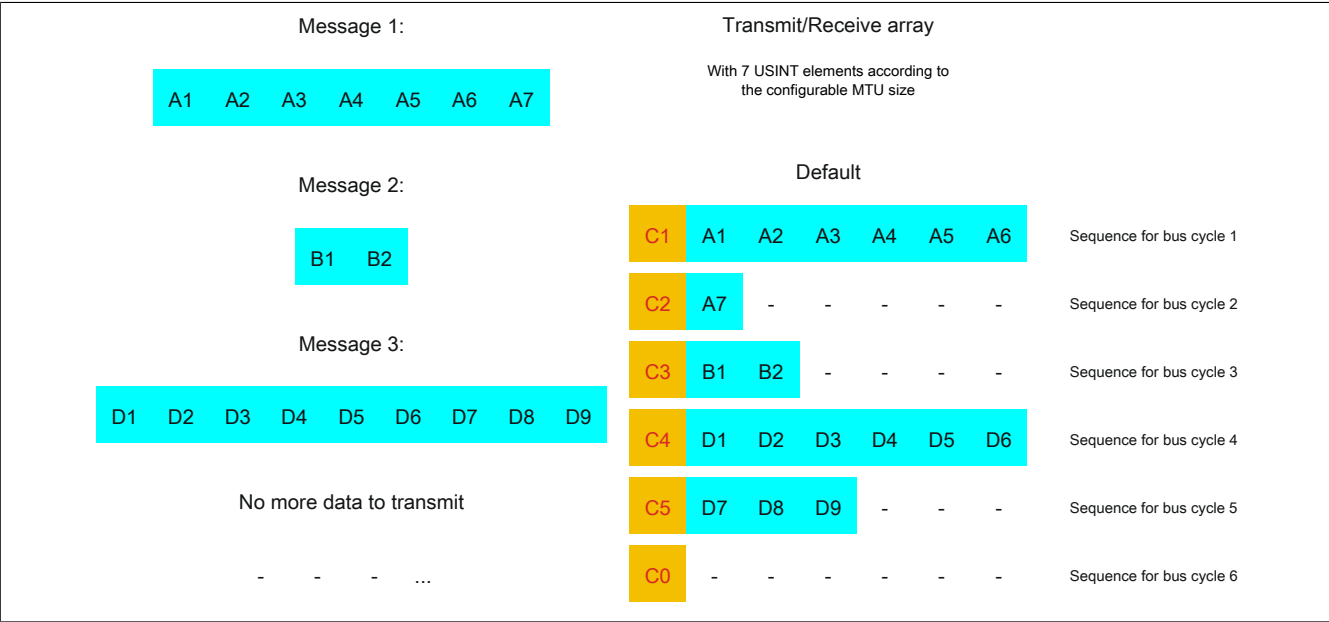 Message 1:
A1 A2 A3 A4 A5 A6 A7
Message 2:
B1 B2
Message 3:
D1 D2 D3 D4 D5 D6 D7 D8 D9
No more data to transmit
- - - ...
Transmit/Receive array
With 7 USINT elements according to
the configurable MTU size
Default
C1 A1 A2 A3 A4 A5 A6 Sequence for bus cycle 1
C2 A7 - - - - - Sequence for bus cycle 2
C3 B1 B2 - - - - Sequence for bus cycle 3
C4 D1 D2 D3 D4 D5 D6 Sequence for bus cycle 4
C5 D7 D8 D9 - - - Sequence for bus cycle 5
C0 - - - - - - Sequence for bus cycle 6